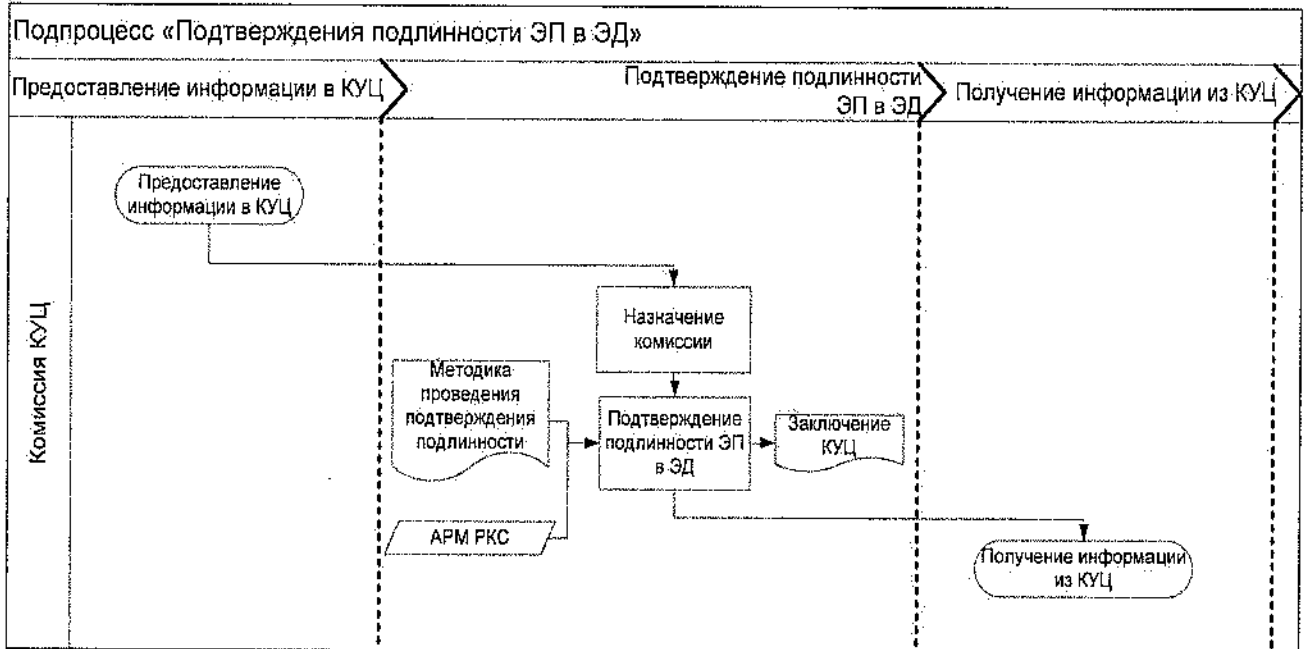 Подпроцесс «Подтверждения подлинности ЭП в ЭД»
Предоставление информации в КУЦ
Подтверждение подлинности
ЭП в ЭД
Получение информации из КУЦ
Комиссия КУЦ
Предоставление
информации в КУЦ
Назначение
комиссии
Методика
проведения
подтверждения
подлинности
Подтверждение
подлинности ЭП
в ЭД
Заключение
КУЦ
АРМ РКС
Получение информации
из КУЦ